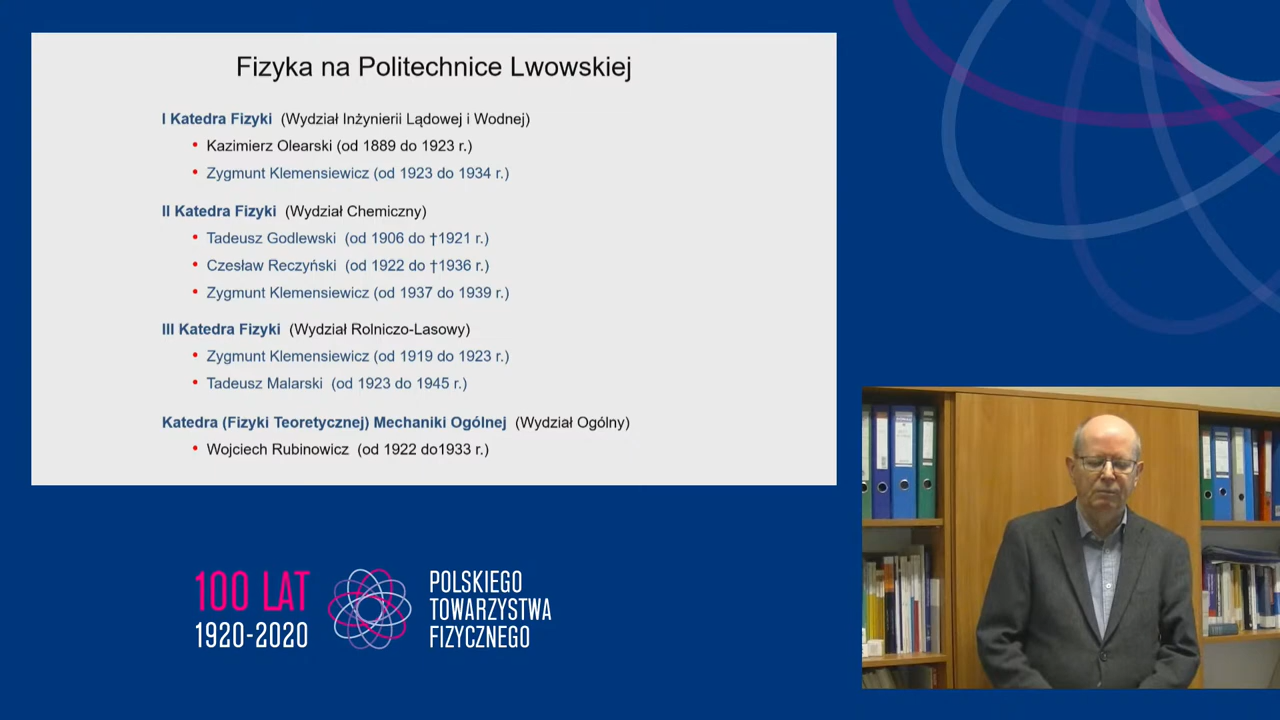 Fizyka na Politechnice Lwowskiej
I Katedra Fizyki (Wydział Inżynierii Lądowej i Wodnej)
• Kazimierz Olearski (od 1889 do 1923 r.)
• Zygmunt Klemensiewicz (od 1923 do 1934 r.)
II Katedra Fizyki (Wydział Chemiczny)
• Tadeusz Godlewski (od 1906 do †1921 r.)
• Czesław Reczyński (od 1922 do †1936 r.)
• Zygmunt Klemensiewicz (od 1937 do 1939 r.)
III Katedra Fizyki (Wydział Rolniczo-Lasowy)
• Zygmunt Klemensiewicz (od 1919 do 1923 r.)
• Tadeusz Malarski (od 1923 do 1945 r.)
Katedra (Fizyki Teoretycznej) Mechaniki Ogólnej (Wydział Ogólny)
• Wojciech Rubinowicz (od 1922 do1933 r.)
100 LAT
1920-2020
POLSKIEGO
TOWARZYSTWA
FIZYCZNEGO